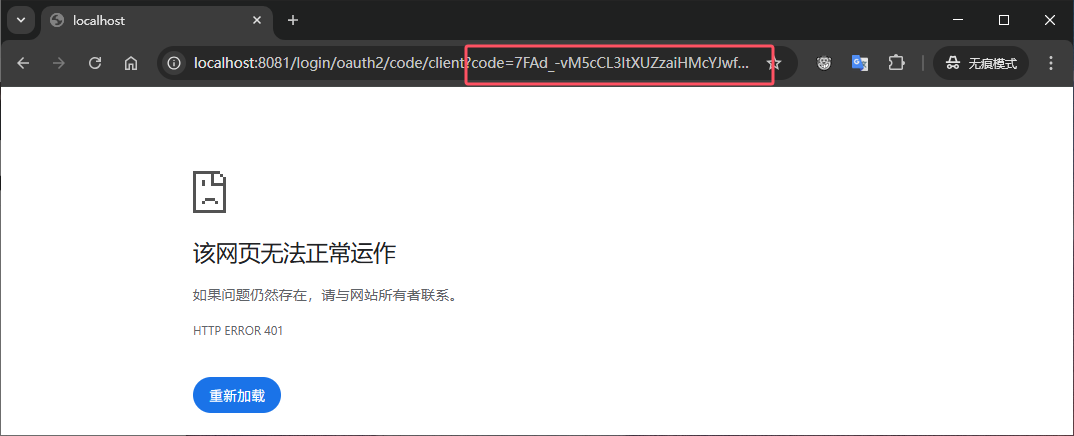 localhost
localhost:8081/login/oauth2/code/client?code=7FAd_-vM5cCL3ItXUZzaiHMcYJwf...
无痕模式
该网页无法正常运作
如果问题仍然存在，请与网站所有者联系。
HTTP ERROR 401
重新加载